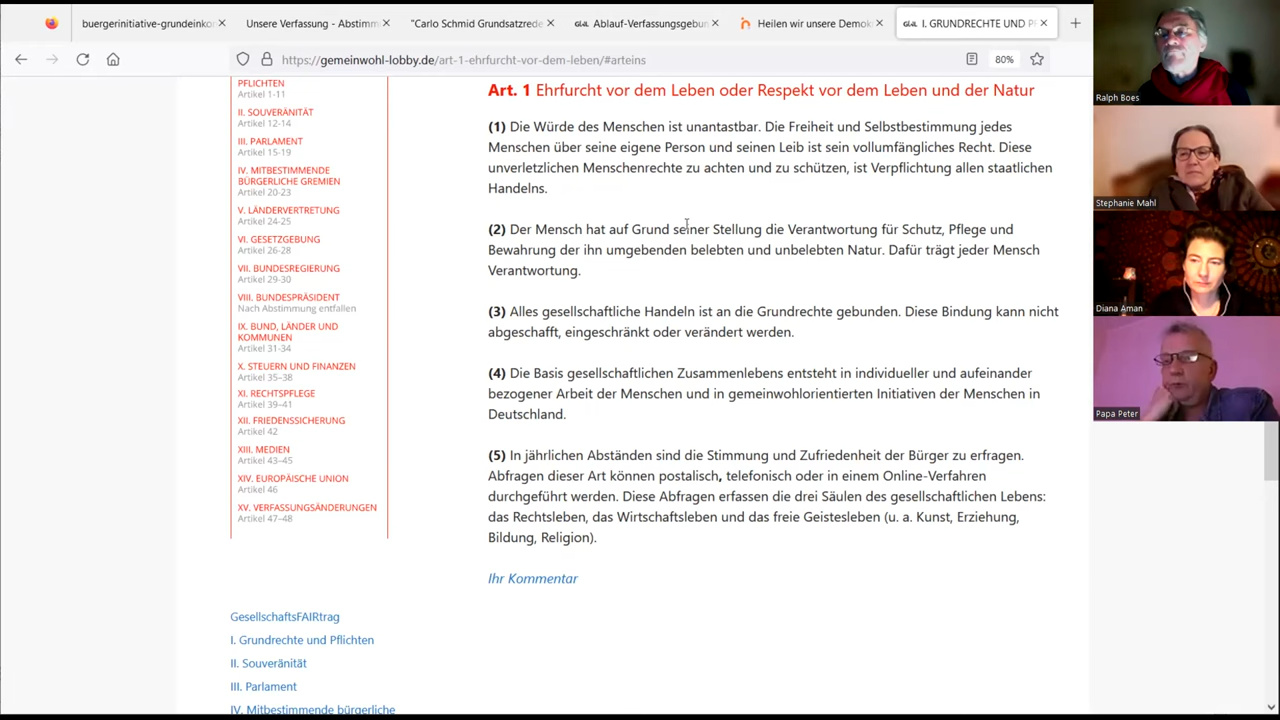 buergerinitiative-grundeinkor
Unsere Verfassung - Abstimm
"Carlo Schmid Grundsatzrede
Ablauf-Verfassungsgebun
Heilen wir unsere Demok
I. GRUNDRECHTE UND P
https://gemeinwohl-lobby.de/art-1-ehrfurcht-vor-dem-leben/#arteins
80%
PFLICHTEN
Artikel 1-11
II. SOUVERÄNITÄT
Artikel 12-14
III. PARLAMENT
Artikel 15-19
IV. MITBESTIMMENDE
BÜRGERLICHE GREMIEN
Artikel 20-23
V. LÄNDERVERTRETUNG
Artikel 24-25
VI. GESETZGEBUNG
Artikel 26-28
VII. BUNDESREGIERUNG
Artikel 29-30
VIII. BUNDESPRÄSIDENT
Nach Abstimmung entfallen
IX. BUND, LÄNDER UND
KOMMUNEN
Artikel 31-34
X. STEUERN UND FINANZEN
Artikel 35–38
XI. RECHTSPFLEGE
Artikel 39–41
XII. FRIEDENSSICHERUNG
Artikel 42
XIII. MEDIEN
Artikel 43–45
XIV. EUROPÄISCHE UNION
Artikel 46
XV. VERFASSUNGSÄNDERUNGEN
Artikel 47–48
GesellschaftsFAIRtrag
I. Grundrechte und Pflichten
II. Souveränität
III. Parlament
IV. Mitbestimmende bürgerliche
Art. 1 Ehrfurcht vor dem Leben oder Respekt vor dem Leben und der Natur
(1) Die Würde des Menschen ist unantastbar. Die Freiheit und Selbstbestimmung jedes
Menschen über seine eigene Person und seinen Leib ist sein vollumfängliches Recht. Diese
unverletzlichen Menschenrechte zu achten und zu schützen, ist Verpflichtung allen staatlichen
Handelns.
(2) Der Mensch hat auf Grund seiner Stellung die Verantwortung für Schutz, Pflege und
Bewahrung der ihn umgebenden belebten und unbelebten Natur. Dafür trägt jeder Mensch
Verantwortung.
(3) Alles gesellschaftliche Handeln ist an die Grundrechte gebunden. Diese Bindung kann nicht
abgeschafft, eingeschränkt oder verändert werden.
(4) Die Basis gesellschaftlichen Zusammenlebens entsteht in individueller und aufeinander
bezogener Arbeit der Menschen und in gemeinwohlorientierten Initiativen der Menschen in
Deutschland.
(5) In jährlichen Abständen sind die Stimmung und Zufriedenheit der Bürger zu erfragen.
Abfragen dieser Art können postalisch, telefonisch oder in einem Online-Verfahren
durchgeführt werden. Diese Abfragen erfassen die drei Säulen des gesellschaftlichen Lebens:
das Rechtsleben, das Wirtschaftsleben und das freie Geistesleben (u. a. Kunst, Erziehung,
Bildung, Religion).
Ihr Kommentar
Ralph Boes
Stephanie Mahl
Diana Aman
Papa Peter